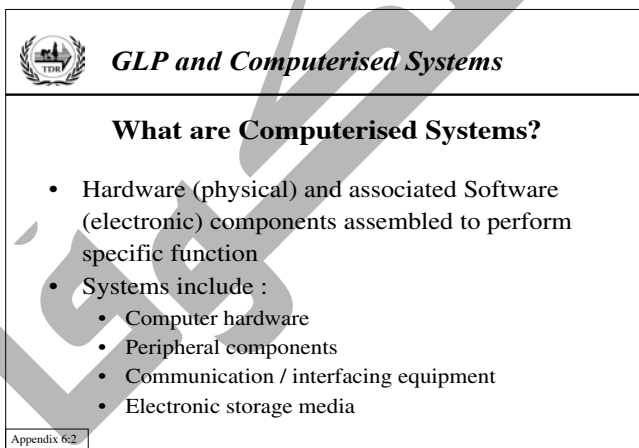 TDR
GLP and Computerised Systems
What are Computerised Systems?
• Hardware (physical) and associated Software
(electronic) components assembled to perform
specific function
• Systems include :
• Computer hardware
• Peripheral components
• Communication / interfacing equipment
• Electronic storage media
Appendix 6:2